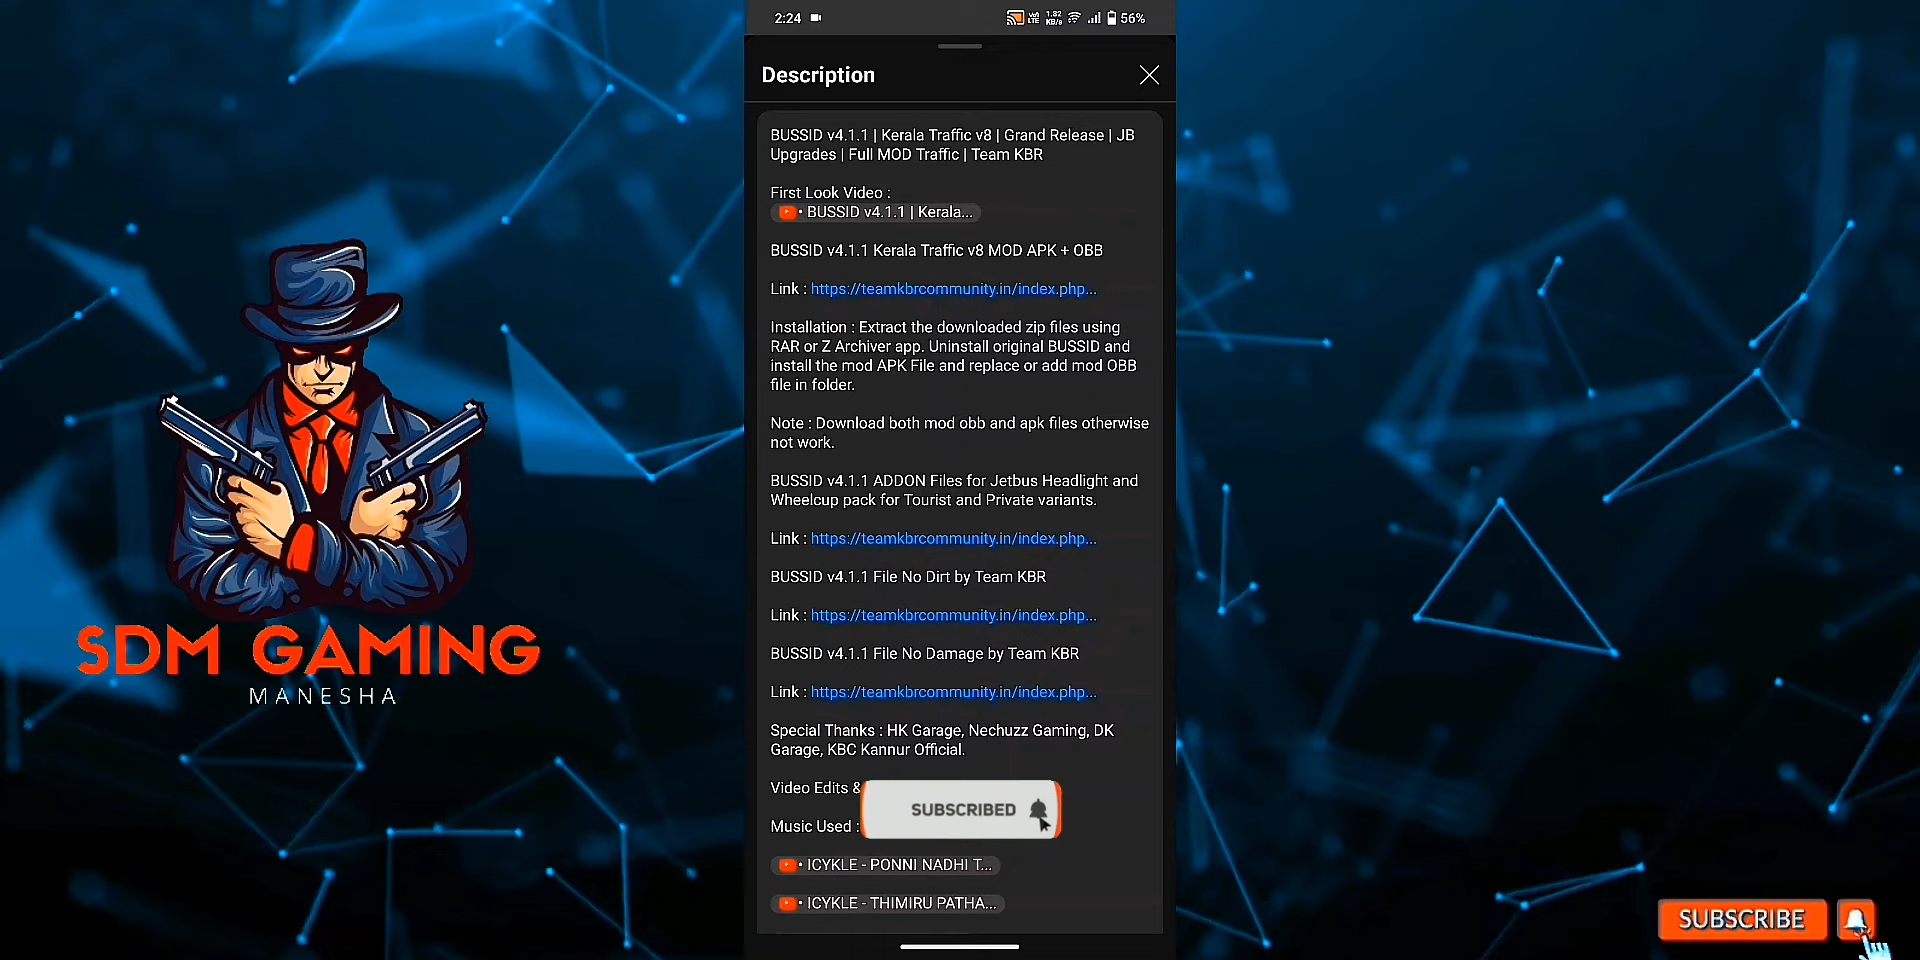 2:24
Vo
LTE
1.82
KB/s
56%
Description
BUSSID v4.1.1 | Kerala Traffic v8 | Grand Release | JB
Upgrades | Full MOD Traffic | Team KBR
First Look Video :
• BUSSID v4.1.1 | Kerala...
BUSSID v4.1.1 Kerala Traffic v8 MOD APK + OBB
Link : https://teamkbrcommunity.in/index.php...
Installation : Extract the downloaded zip files using
RAR or Z Archiver app. Uninstall original BUSSID and
install the mod APK File and replace or add mod OBB
file in folder.
Note : Download both mod obb and apk files otherwise
not work.
BUSSID v4.1.1 ADDON Files for Jetbus Headlight and
Wheelcup pack for Tourist and Private variants.
Link : https://teamkbrcommunity.in/index.php...
BUSSID v4.1.1 File No Dirt by Team KBR
Link : https://teamkbrcommunity.in/index.php...
BUSSID v4.1.1 File No Damage by Team KBR
Link : https://teamkbrcommunity.in/index.php...
Special Thanks : HK Garage, Nechuzz Gaming, DK
Garage, KBC Kannur Official.
Video Edits &
SUBSCRIBED
Music Used :
• ICYKLE - PONNI NADHI T...
• ICYKLE - THIMIRU PATHA...
SDM GAMING
MANESHA
SUBSCRIBE